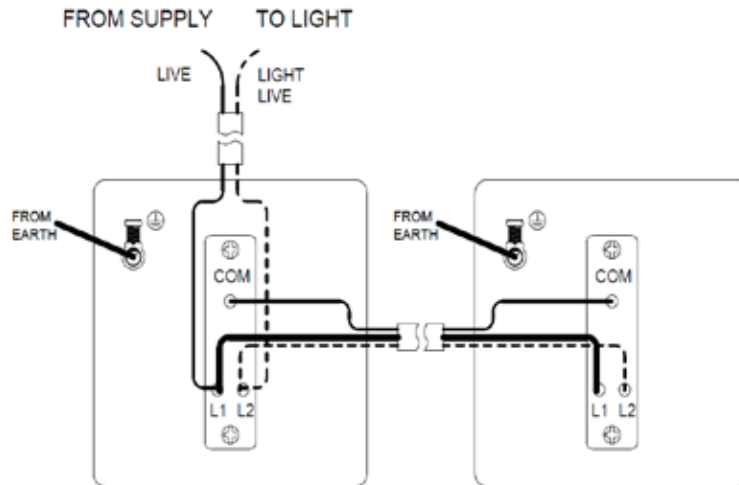 FROM SUPPLY TO LIGHT
LIVE LIGHT
LIVE
FROM
EARTH
COM
L1 L2
FROM
EARTH
COM
L1 L2